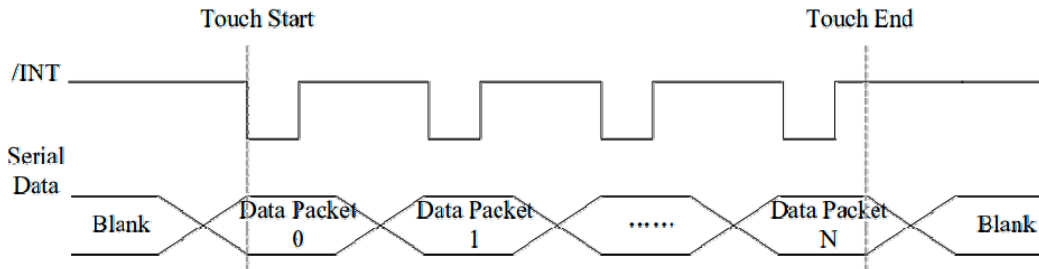 Touch Start
Touch End
/INT
Serial
Data
Blank
Data Packet
0
Data Packet
1
......
Data Packet
N
Blank